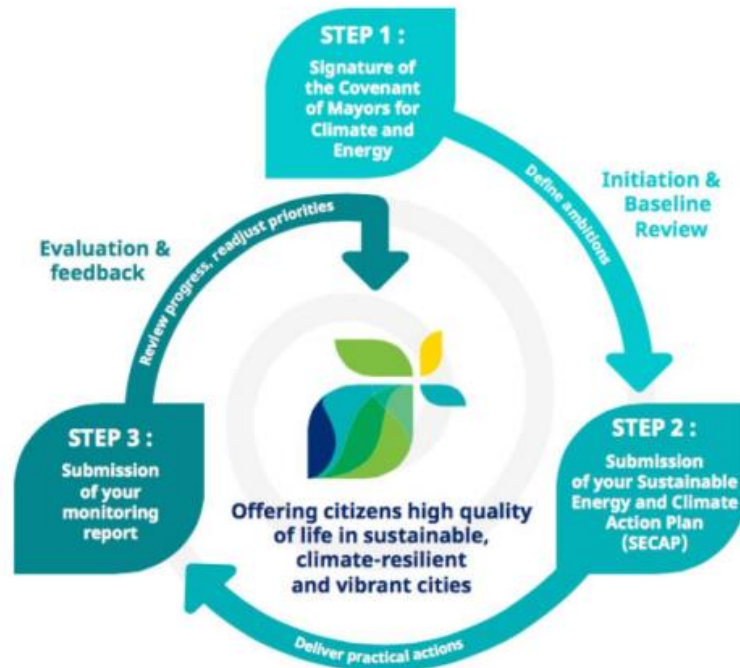 STEP 1 :
Signature of
the Covenant
of Mayors for
Climate and
Energy
Define ambitions
Initiation &
Baseline
Review
STEP 2 :
Submission
of your Sustainable
Energy and Climate
Action Plan
(SECAP)
Deliver practical actions
STEP 3 :
Submission
of your
monitoring
report
Evaluation &
feedback
Review progress, readjust priorities
Offering citizens high quality
of life in sustainable,
climate-resilient
and vibrant cities